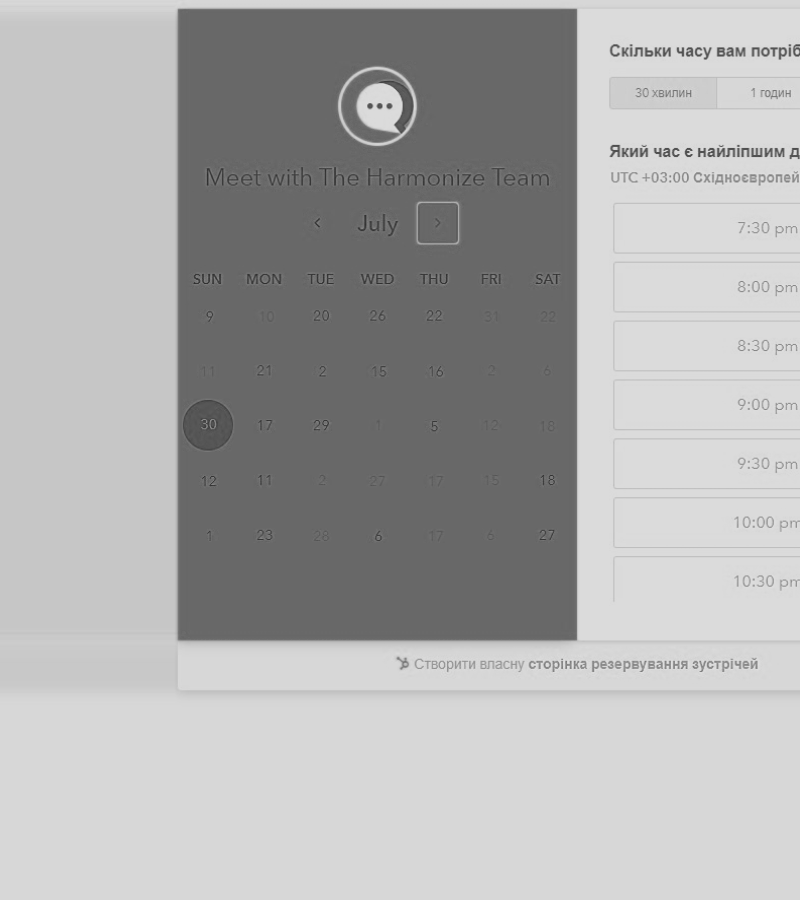 Meet with The Harmonize Team
July
SUN MON TUE WED THU FRI SAT
9 10 20 26 22 31 22
11 21 2 15 16 2 6
30 17 29 1 5 12 18
12 11 2 27 17 15 18
1 23 28 6 17 6 27
Скільки часу вам потріб
30 хвилин 1 годин
Який час є найліпшим д
UTC +03:00 Східноєвропей
7:30 pm
8:00 pm
8:30 pm
9:00 pm
9:30 pm
10:00 pm
10:30 pm
Створити власну сторінка резервування зустрічей